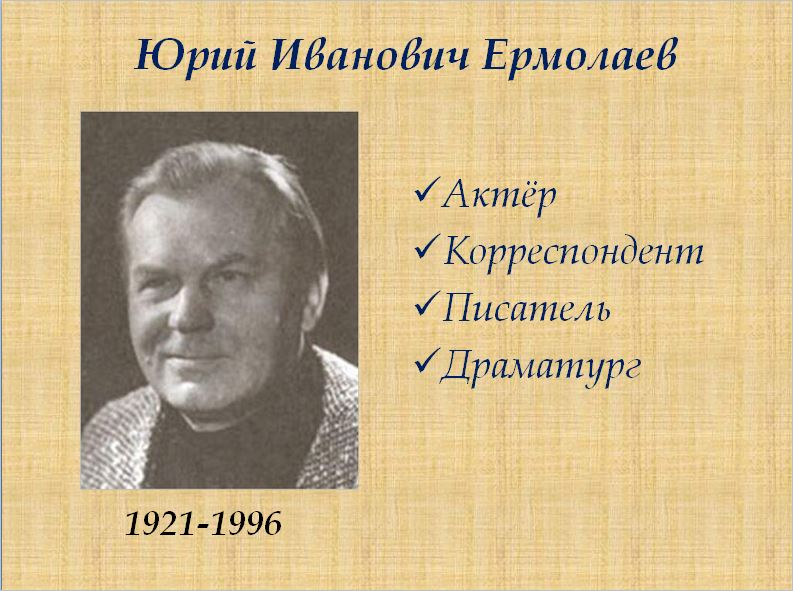 Юрий Иванович Ермолаев
✓Актёр
✓Корреспондент
✓Писатель
✓Драматург
1921-1996